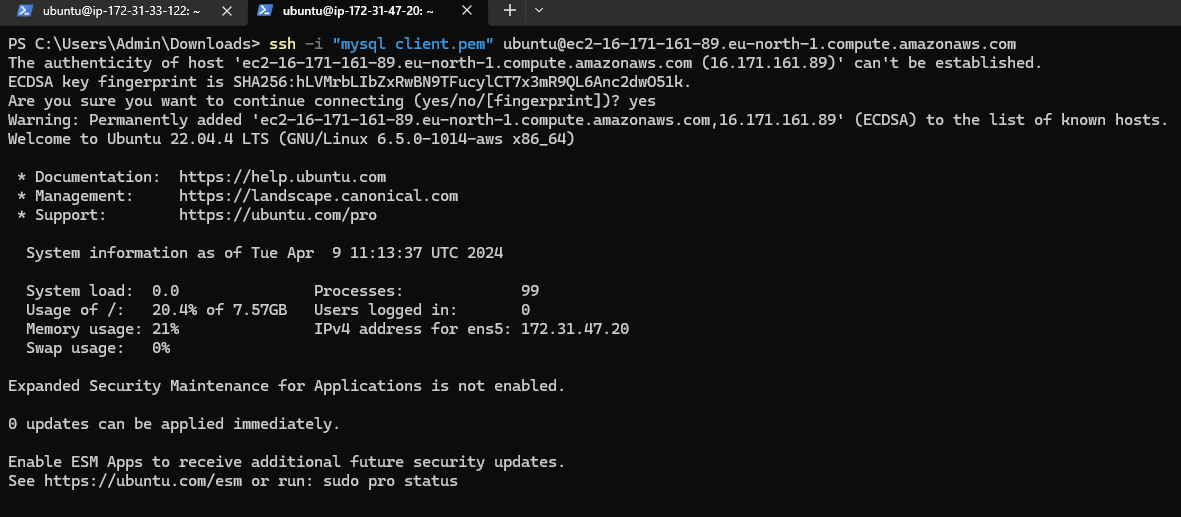 ubuntu@ip-172-31-33-122: ~ ubuntu@ip-172-31-47-20: ~
PS C:\Users\Admin\Downloads> ssh -i "mysql client.pem" ubuntu@ec2-16-171-161-89.eu-north-1.compute.amazonaws.com
The authenticity of host 'ec2-16-171-161-89.eu-north-1.compute.amazonaws.com (16.171.161.89)' can't be established.
ECDSA key fingerprint is SHA256:hLVMrbLIbZxRwBN9TFucylCT7x3mR9QL6Anc2dwO51k.
Are you sure you want to continue connecting (yes/no/[fingerprint])? yes
Warning: Permanently added 'ec2-16-171-161-89.eu-north-1.compute.amazonaws.com,16.171.161.89' (ECDSA) to the list of known hosts.
Welcome to Ubuntu 22.04.4 LTS (GNU/Linux 6.5.0-1014-aws x86_64)
* Documentation:  https://help.ubuntu.com
* Management:     https://landscape.canonical.com
* Support:        https://ubuntu.com/pro
System information as of Tue Apr  9 11:13:37 UTC 2024
System load:  0.0                Processes:             99
Usage of /:   20.4% of 7.57GB   Users logged in:       0
Memory usage: 21%               IPv4 address for ens5: 172.31.47.20
Swap usage:   0%
Expanded Security Maintenance for Applications is not enabled.
0 updates can be applied immediately.
Enable ESM Apps to receive additional future security updates.
See https://ubuntu.com/esm or run: sudo pro status